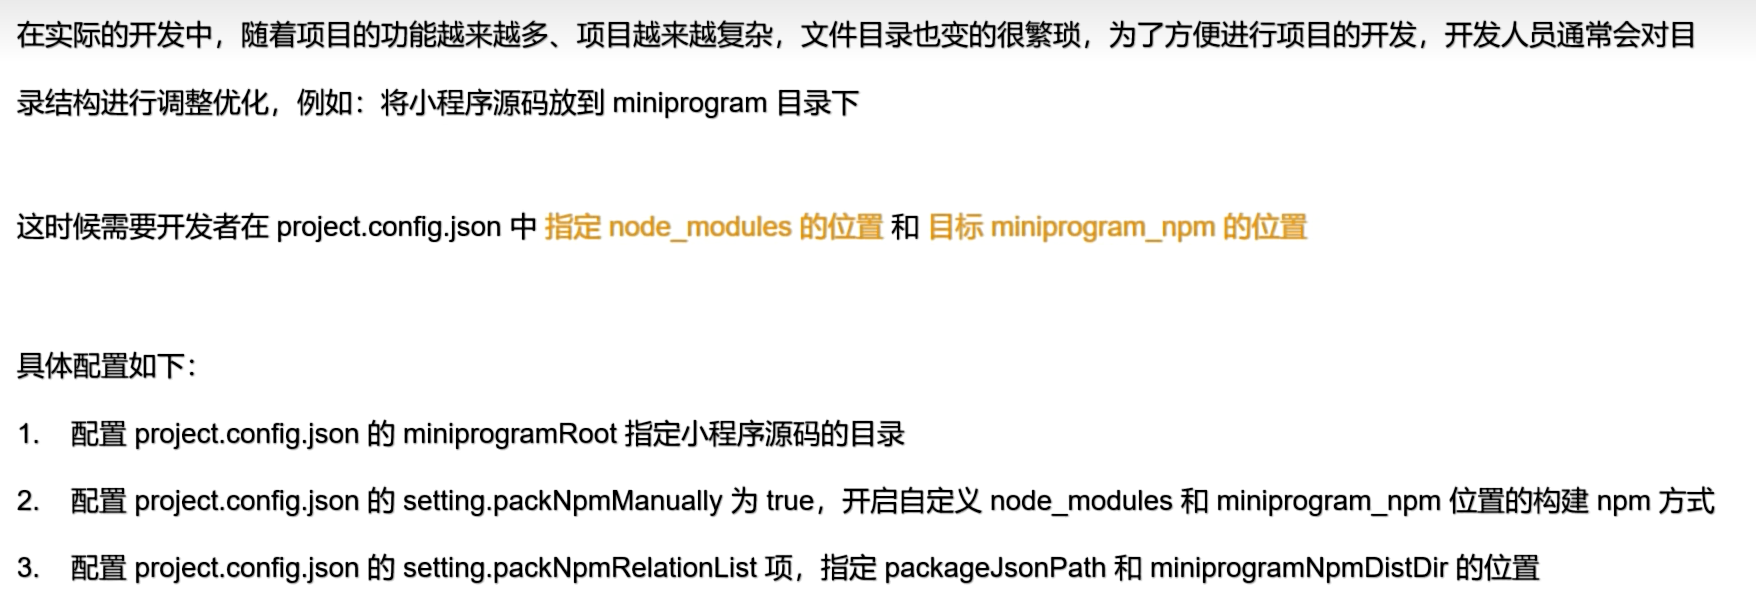 在实际的开发中，随着项目的功能越来越多、项目越来越复杂，文件目录也变的很繁琐，为了方便进行项目的开发，开发人员通常会对目
录结构进行调整优化，例如：将小程序源码放到 miniprogram 目录下
这时候需要开发者在 project.config.json 中 指定 node_modules 的位置 和 目标 miniprogram_npm 的位置
具体配置如下：
1. 配置 project.config.json 的 miniprogramRoot 指定小程序源码的目录
2. 配置 project.config.json 的 setting.packNpmManually 为 true，开启自定义 node_modules 和 miniprogram_npm 位置的构建 npm 方式
3. 配置 project.config.json 的 setting.packNpmRelationList 项，指定 packageJsonPath 和 miniprogramNpmDistDir 的位置